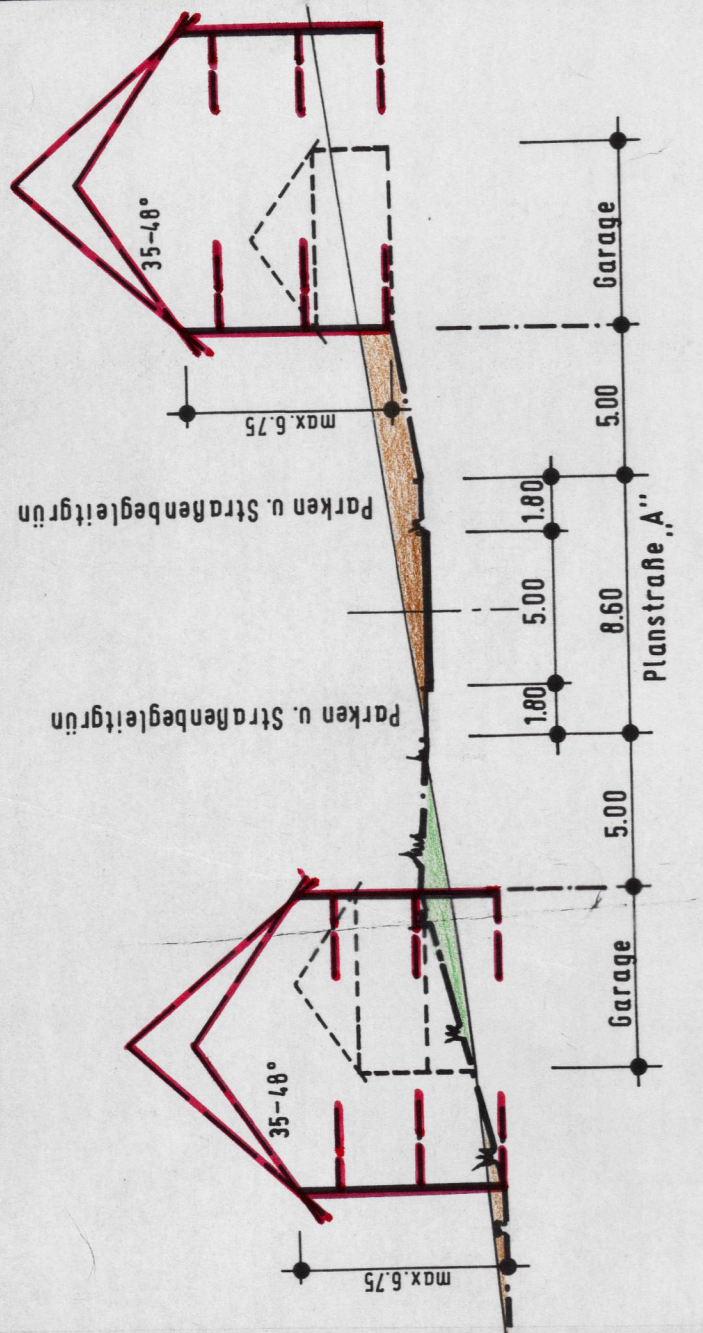 35-48°
max. 6.75
Parken u. Straßenbegleitgrün
Parken u. Straßenbegleitgrün
35-48°
max. 6.75
1.80
5.00
1.80
Garage
5.00
8.60
5.00
Garage
Planstraße „A"